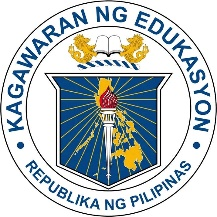 KAGAWARAN NG EDUKASYON
REPUBLIKA NG PILIPINAS